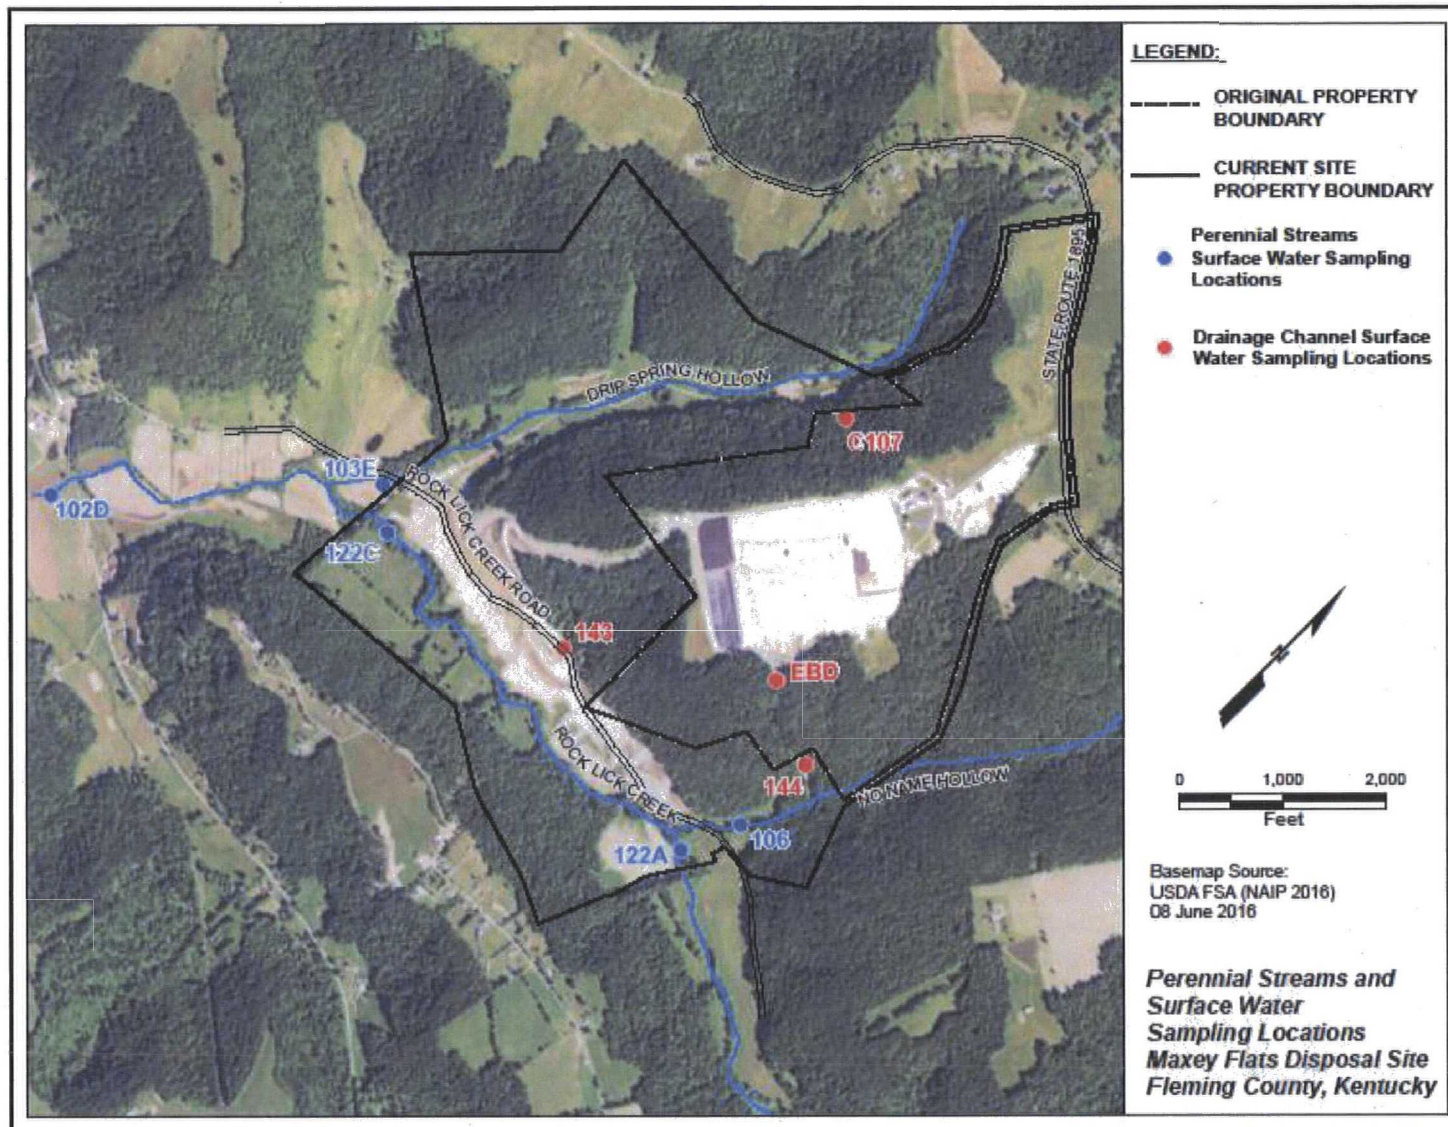 LEGEND:
ORIGINAL PROPERTY
BOUNDARY
CURRENT SITE
PROPERTY BOUNDARY
Perennial Streams
Surface Water Sampling
Locations
Drainage Channel Surface
Water Sampling Locations
STATE ROUTE 1895
DRIP SPRING HOLLOW
C107
103E
102D
ROCK LICK CREEK ROAD
122C
143
EBD
ROCK LICK CREEK
144
NO NAME HOLLOW
106
122A
N
0 1,000 2,000
Feet
Basemap Source:
USDA FSA (NAIP 2016)
08 June 2016
Perennial Streams and
Surface Water
Sampling Locations
Maxey Flats Disposal Site
Fleming County, Kentucky